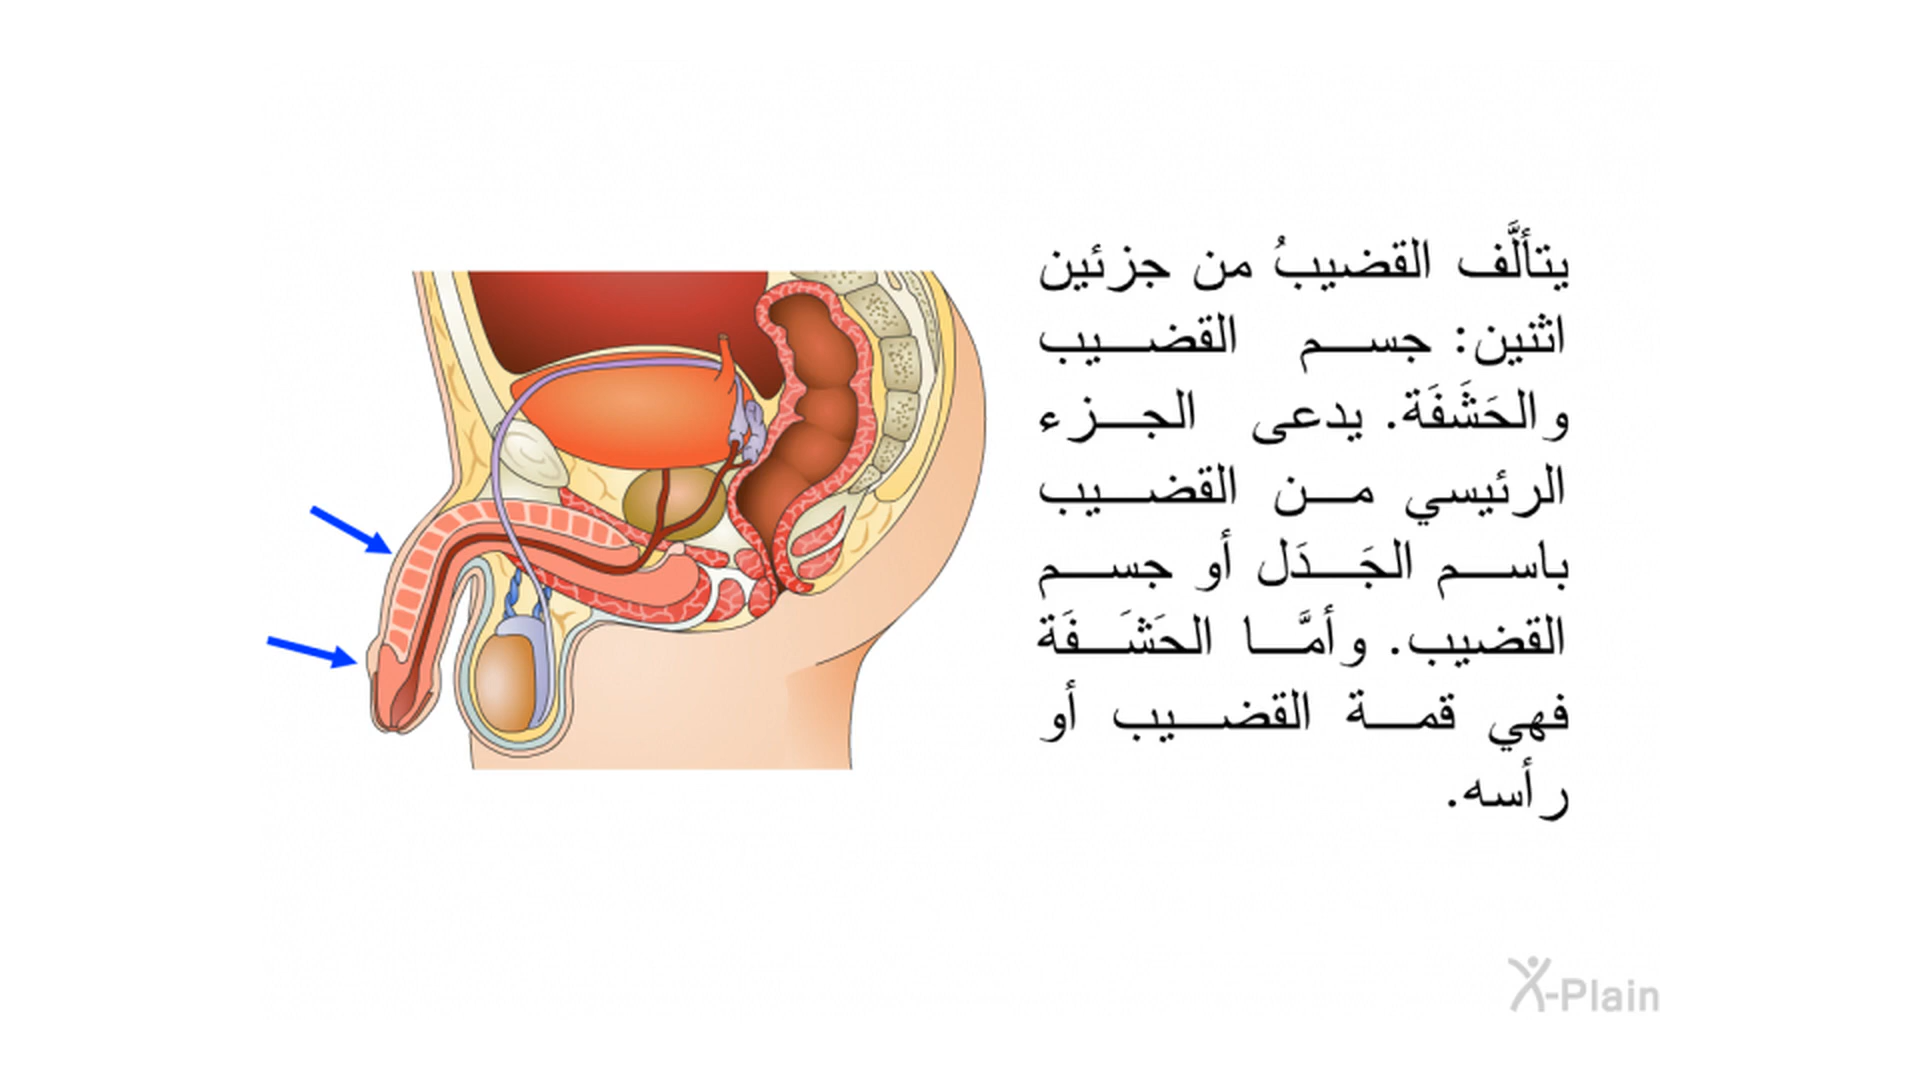 يتألَّف القضيبُ من جزئين
اثنين: جسم القضيب
والحَشَفَة. يدعى الجزء
الرئيسي من القضيب
باسم الجَدَل أو جسم
القضيب. وأمَّا الحَشَفَة
فهي قمة القضيب أو
رأسه.
X-Plain